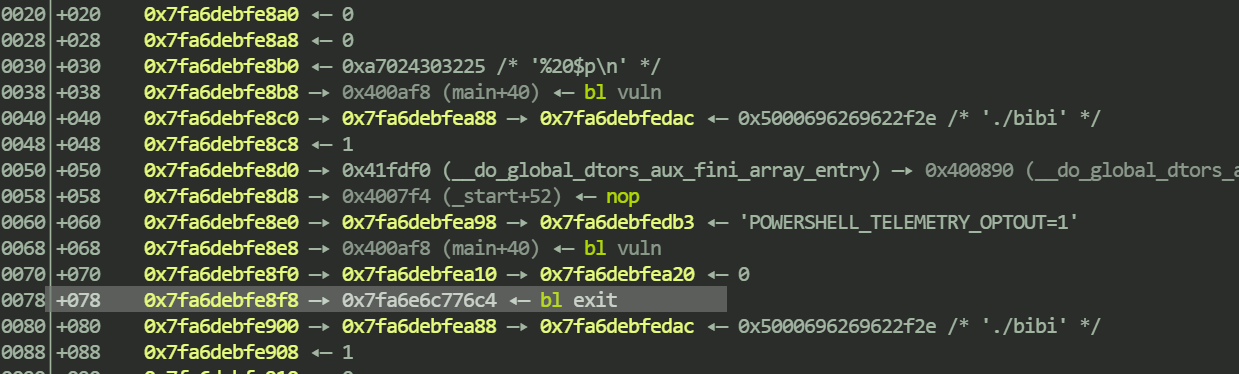 0020 +020 0x7fa6debfe8a0 ◂— 0
0028 +028 0x7fa6debfe8a8 ◂— 0
0030 +030 0x7fa6debfe8b0 ◂— 0xa7024303225 /* '%20$p\n' */
0038 +038 0x7fa6debfe8b8 —▸ 0x400af8 (main+40) ◂— bl vuln
0040 +040 0x7fa6debfe8c0 —▸ 0x7fa6debfea88 —▸ 0x7fa6debfedac ◂— 0x5000696269622f2e /* './bibi' */
0048 +048 0x7fa6debfe8c8 ◂— 1
0050 +050 0x7fa6debfe8d0 —▸ 0x41fdf0 (__do_global_dtors_aux_fini_array_entry) —▸ 0x400890 (__do_global_dtors_a
0058 +058 0x7fa6debfe8d8 —▸ 0x4007f4 (_start+52) ◂— nop
0060 +060 0x7fa6debfe8e0 —▸ 0x7fa6debfea98 —▸ 0x7fa6debfedb3 ◂— 'POWERSHELL_TELEMETRY_OPTOUT=1'
0068 +068 0x7fa6debfe8e8 —▸ 0x400af8 (main+40) ◂— bl vuln
0070 +070 0x7fa6debfe8f0 —▸ 0x7fa6debfea10 —▸ 0x7fa6debfea20 ◂— 0
0078 +078 0x7fa6debfe8f8 —▸ 0x7fa6e6c776c4 ◂— bl exit
0080 +080 0x7fa6debfe900 —▸ 0x7fa6debfea88 —▸ 0x7fa6debfedac ◂— 0x5000696269622f2e /* './bibi' */
0088 +088 0x7fa6debfe908 ◂— 1